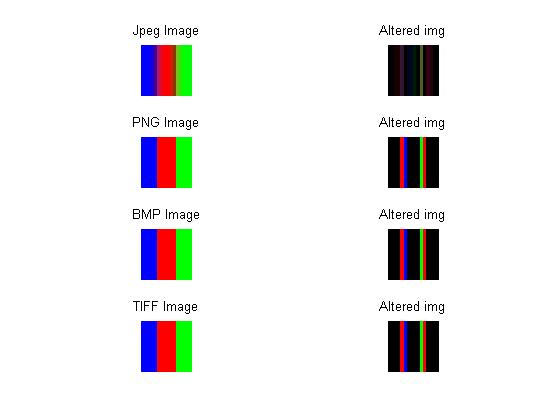 Jpeg Image
Altered img
PNG Image
Altered img
BMP Image
Altered img
TIFF Image
Altered img